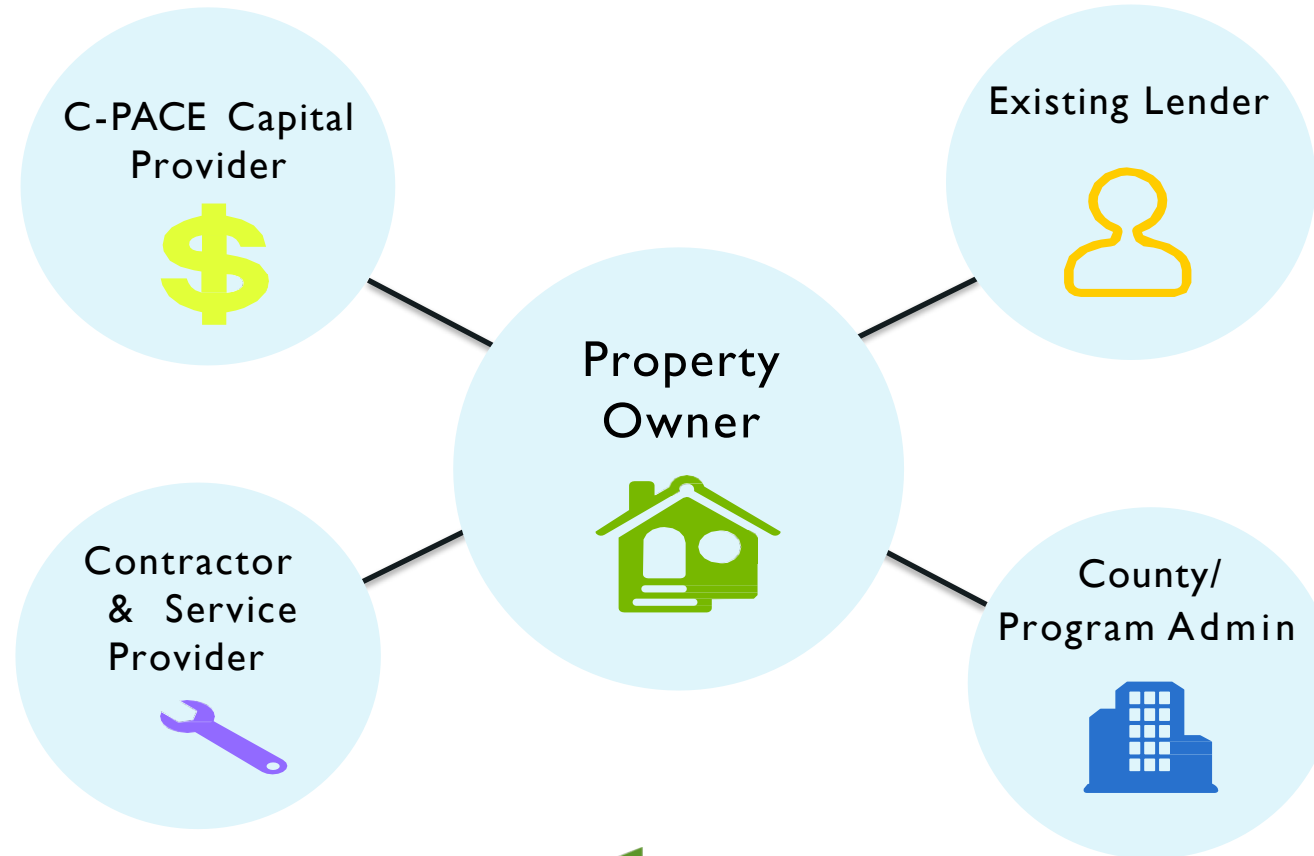 C-PACE Capital
Provider
Existing Lender
Property
Owner
Contractor
& Service
Provider
County/
Program Admin